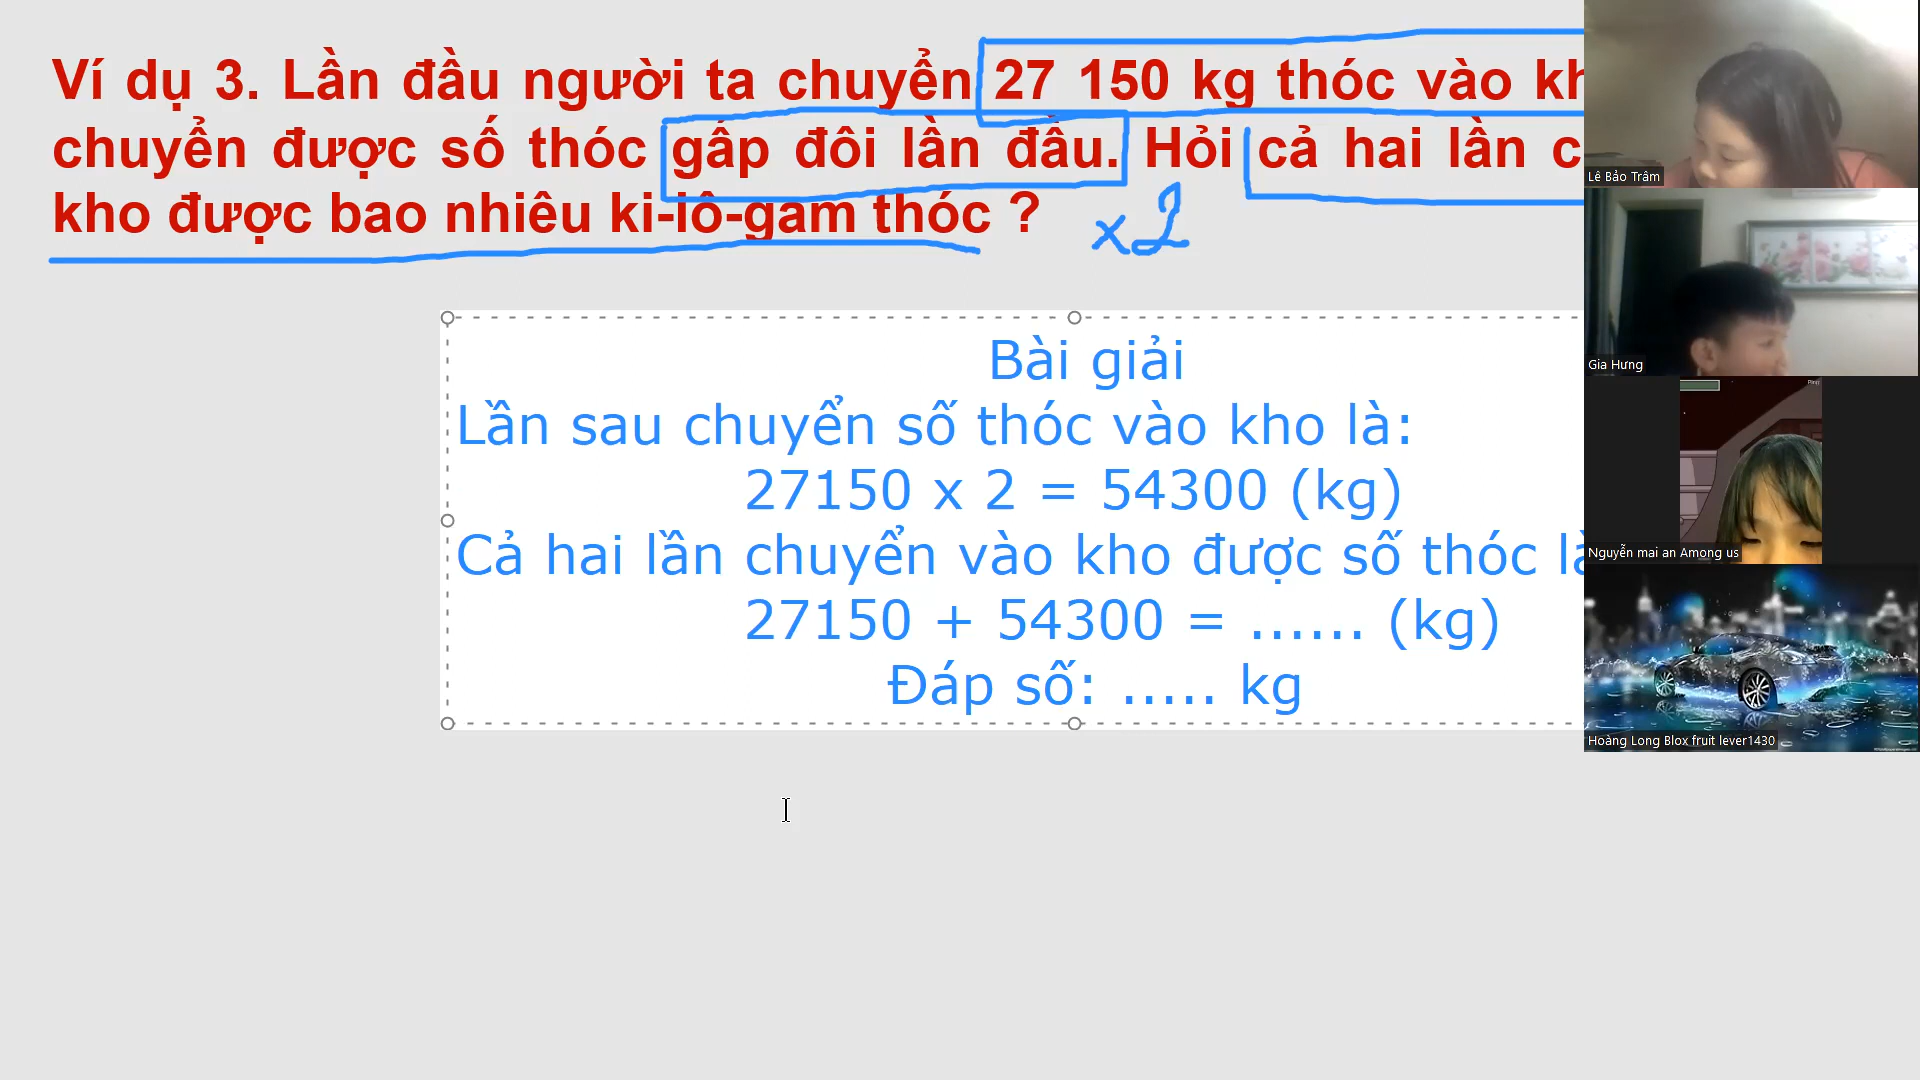 Ví dụ 3. Lần đầu người ta chuyển 27 150 kg thóc vào kh
chuyển được số thóc gấp đôi lần đầu. Hỏi cả hai lần c
kho được bao nhiêu ki-lô-gam thóc ?
x2
Bài giải
Lần sau chuyển số thóc vào kho là:
27150 x 2 = 54300 (kg)
Cả hai lần chuyển vào kho được số thóc là
27150 + 54300 = ...... (kg)
Đáp số: ..... kg
Lê Bảo Trâm
Gia Hưng
Nguyễn mai an Among us
Hoàng Long Blox fruit lever1430